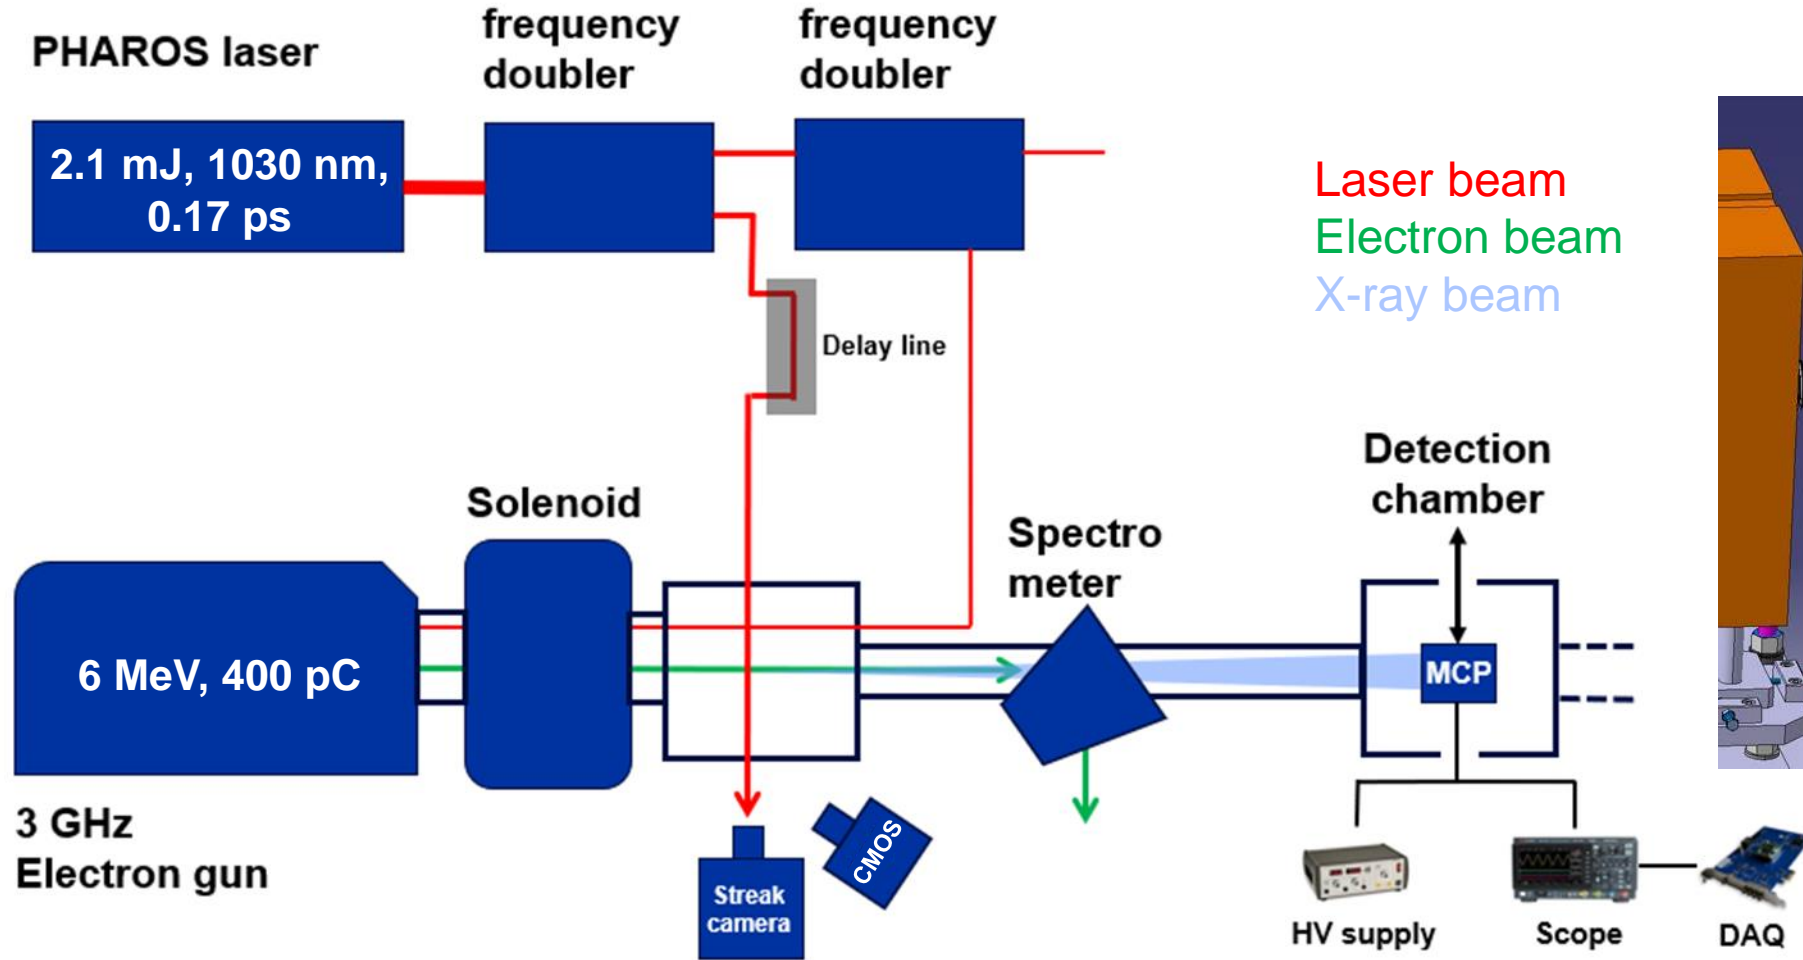 PHAROS laser
frequency
doubler
frequency
doubler
2.1 mJ, 1030 nm,
0.17 ps
Laser beam
Electron beam
X-ray beam
Delay line
Detection
chamber
Solenoid
Spectro
meter
6 MeV, 400 pC
MCP
3 GHz
Electron gun
CMOS
Streak
camera
HV supply
Scope
DAQ